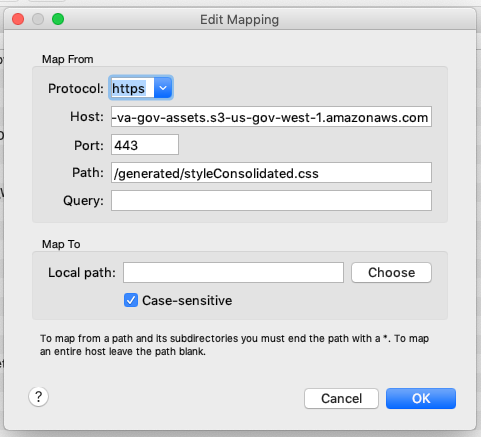 Edit Mapping
Map From
Protocol: https
Host: -va-gov-assets.s3-us-gov-west-1.amazonaws.com
Port: 443
Path: /generated/styleConsolidated.css
Query:
Map To
Local path: Choose
Case-sensitive
To map from a path and its subdirectories you must end the path with a *. To map
an entire host leave the path blank.
? Cancel OK